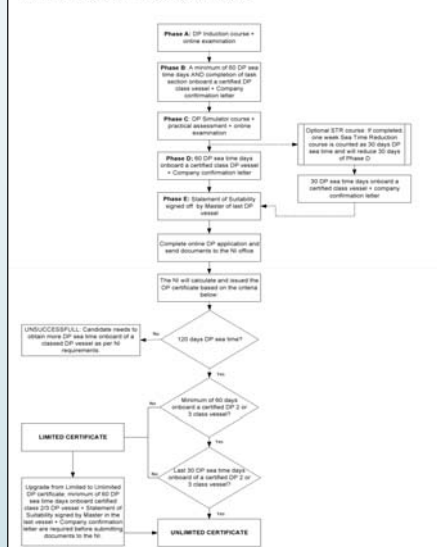 Phase A: DP Induction course +
online examination
Phase B: A minimum of 60 DP sea
time days AND completion of task
section onboard a certified DP
class vessel + Company
confirmation letter
Phase C: DP Simulator course +
practical assessment + online
examination
Optional STR course: If completed,
one week Sea Time Reduction
course is counted as 30 days DP
sea time and will reduce 30 days
of Phase D
Phase D: 60 DP sea time days
onboard a certified class DP vessel
+ Company confirmation letter
30 DP sea time days onboard a
certified class vessel + company
confirmation letter
Phase E: Statement of Suitability
signed off by Master of last DP
vessel
Complete online DP application and
send documents to the NI office
The NI will calculate and issued the
DP certificate based on the criteria
below
UNSUCCESSFULL: Candidate needs to
obtain more DP sea time onboard of a
classed DP vessel as per NI
requirements
No
120 days DP sea time?
Yes
Minimum of 60 days
onboard a certified DP 2 or
3 class vessel?
No
Yes
LIMITED CERTIFICATE
Last 30 DP sea time days
onboard of a certified DP 2 or
3 class vessel?
No
Yes
Upgrade from Limited to Unlimited
DP certificate: minimum of 60 DP
sea time days onboard certified
class 2/3 DP vessel + Statement of
Suitability signed by Master in the
last vessel + Company confirmation
letter are required before submitting
documents to the NI
UNLIMITED CERTIFICATE